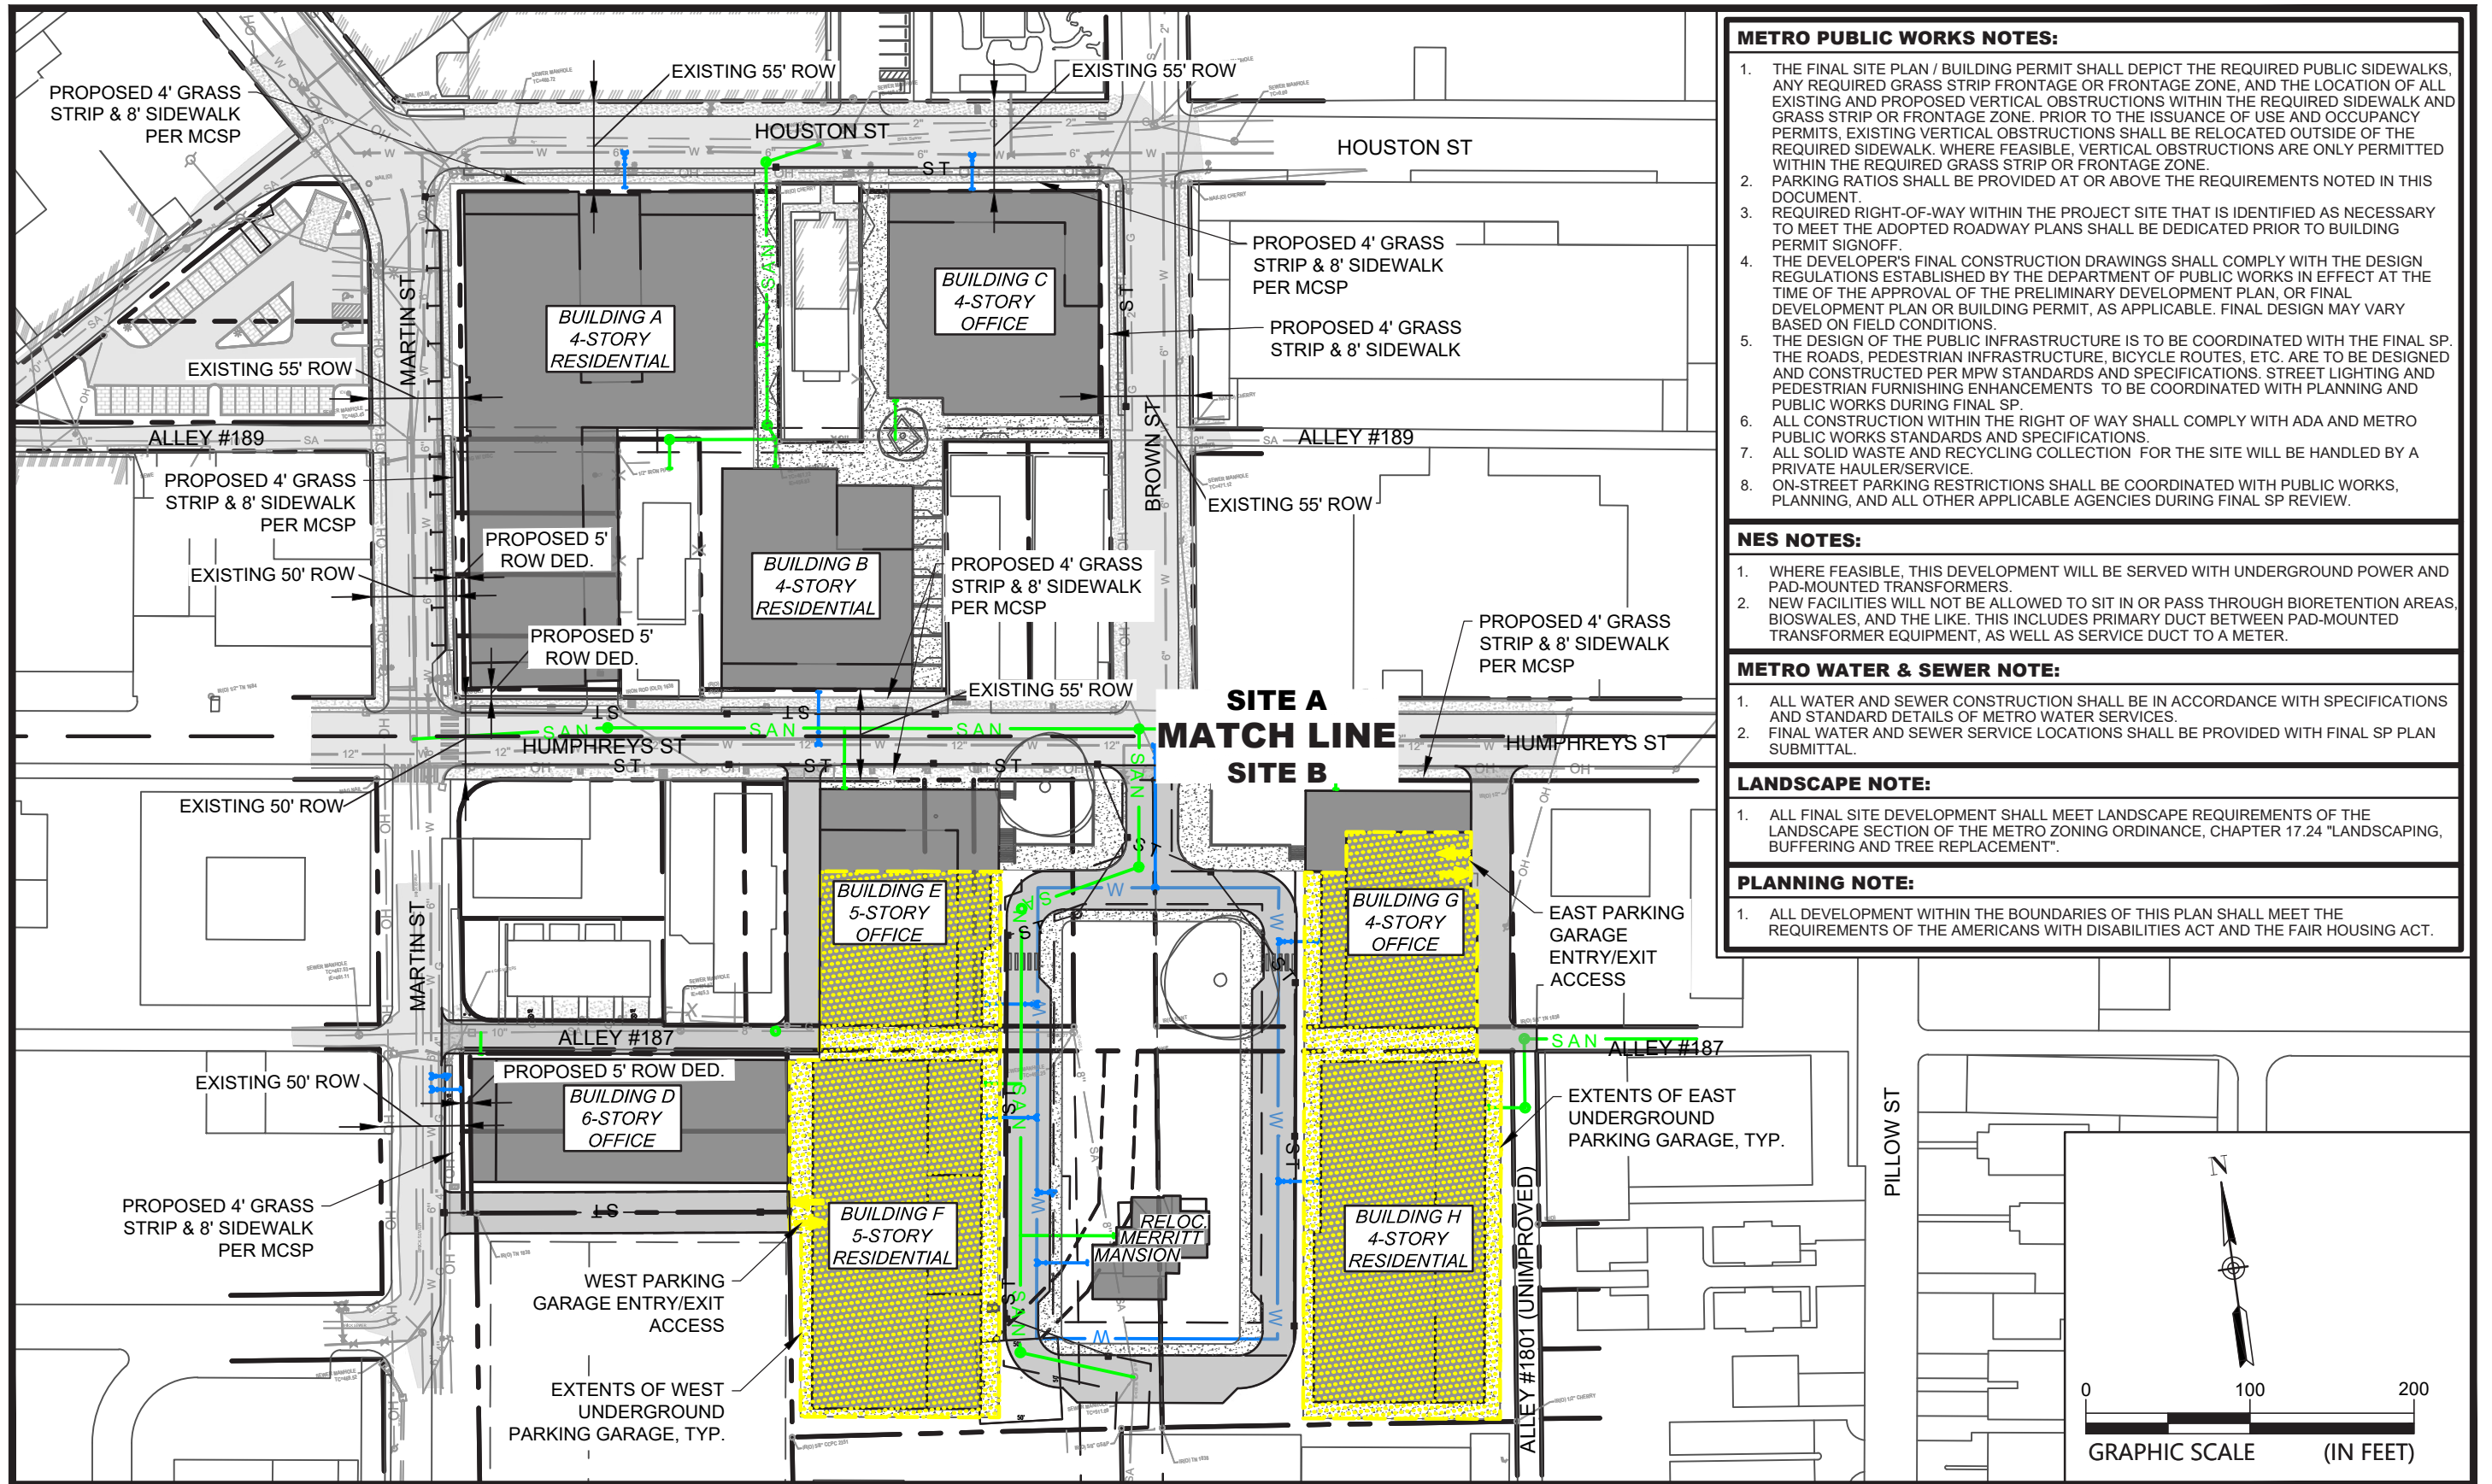 METRO PUBLIC WORKS NOTES:
1. THE FINAL SITE PLAN / BUILDING PERMIT SHALL DEPICT THE REQUIRED PUBLIC SIDEWALKS,
ANY REQUIRED GRASS STRIP FRONTAGE OR FRONTAGE ZONE, AND THE LOCATION OF ALL
EXISTING AND PROPOSED VERTICAL OBSTRUCTIONS WITHIN THE REQUIRED SIDEWALK AND
GRASS STRIP OR FRONTAGE ZONE. PRIOR TO THE ISSUANCE OF USE AND OCCUPANCY
PERMITS, EXISTING VERTICAL OBSTRUCTIONS SHALL BE RELOCATED OUTSIDE OF THE
REQUIRED SIDEWALK. WHERE FEASIBLE, VERTICAL OBSTRUCTIONS ARE ONLY PERMITTED
WITHIN THE REQUIRED GRASS STRIP OR FRONTAGE ZONE.
2. PARKING RATIOS SHALL BE PROVIDED AT OR ABOVE THE REQUIREMENTS NOTED IN THIS
DOCUMENT.
3. REQUIRED RIGHT-OF-WAY WITHIN THE PROJECT SITE THAT IS IDENTIFIED AS NECESSARY
TO MEET THE ADOPTED ROADWAY PLANS SHALL BE DEDICATED PRIOR TO BUILDING
PERMIT SIGNOFF.
4. THE DEVELOPER'S FINAL CONSTRUCTION DRAWINGS SHALL COMPLY WITH THE DESIGN
REGULATIONS ESTABLISHED BY THE DEPARTMENT OF PUBLIC WORKS IN EFFECT AT THE
TIME OF THE APPROVAL OF THE PRELIMINARY DEVELOPMENT PLAN, OR FINAL
DEVELOPMENT PLAN OR BUILDING PERMIT, AS APPLICABLE. FINAL DESIGN MAY VARY
BASED ON FIELD CONDITIONS.
5. THE DESIGN OF THE PUBLIC INFRASTRUCTURE IS TO BE COORDINATED WITH THE FINAL SP.
THE ROADS, PEDESTRIAN INFRASTRUCTURE, BICYCLE ROUTES, ETC. ARE TO BE DESIGNED
AND CONSTRUCTED PER MPW STANDARDS AND SPECIFICATIONS. STREET LIGHTING AND
PEDESTRIAN FURNISHING ENHANCEMENTS TO BE COORDINATED WITH PLANNING AND
PUBLIC WORKS DURING FINAL SP.
6. ALL CONSTRUCTION WITHIN THE RIGHT OF WAY SHALL COMPLY WITH ADA AND METRO
PUBLIC WORKS STANDARDS AND SPECIFICATIONS.
7. ALL SOLID WASTE AND RECYCLING COLLECTION FOR THE SITE WILL BE HANDLED BY A
PRIVATE HAULER/SERVICE.
8. ON-STREET PARKING RESTRICTIONS SHALL BE COORDINATED WITH PUBLIC WORKS,
PLANNING, AND ALL OTHER APPLICABLE AGENCIES DURING FINAL SP REVIEW.
NES NOTES:
1. WHERE FEASIBLE, THIS DEVELOPMENT WILL BE SERVED WITH UNDERGROUND POWER AND
PAD-MOUNTED TRANSFORMERS.
2. NEW FACILITIES WILL NOT BE ALLOWED TO SIT IN OR PASS THROUGH BIORETENTION AREAS,
BIOSWALES, AND THE LIKE. THIS INCLUDES PRIMARY DUCT BETWEEN PAD-MOUNTED
TRANSFORMER EQUIPMENT, AS WELL AS SERVICE DUCT TO A METER.
METRO WATER & SEWER NOTE:
1. ALL WATER AND SEWER CONSTRUCTION SHALL BE IN ACCORDANCE WITH SPECIFICATIONS
AND STANDARD DETAILS OF METRO WATER SERVICES.
2. FINAL WATER AND SEWER SERVICE LOCATIONS SHALL BE PROVIDED WITH FINAL SP PLAN
SUBMITTAL.
LANDSCAPE NOTE:
1. ALL FINAL SITE DEVELOPMENT SHALL MEET LANDSCAPE REQUIREMENTS OF THE
LANDSCAPE SECTION OF THE METRO ZONING ORDINANCE, CHAPTER 17.24 "LANDSCAPING,
BUFFERING AND TREE REPLACEMENT".
PLANNING NOTE:
1. ALL DEVELOPMENT WITHIN THE BOUNDARIES OF THIS PLAN SHALL MEET THE
REQUIREMENTS OF THE AMERICANS WITH DISABILITIES ACT AND THE FAIR HOUSING ACT.
PROPOSED 4' GRASS
STRIP & 8' SIDEWALK
PER MCSP
EXISTING 55' ROW
EXISTING 55' ROW
HOUSTON ST
HOUSTON ST
ST
PROPOSED 4' GRASS
STRIP & 8' SIDEWALK
PER MCSP
PROPOSED 4' GRASS
STRIP & 8' SIDEWALK
BUILDING A
4-STORY
RESIDENTIAL
BUILDING C
4-STORY
OFFICE
SAN
ST
MARTIN ST
EXISTING 55' ROW
ALLEY #189
ALLEY #189
BROWN ST
EXISTING 55' ROW
PROPOSED 4' GRASS
STRIP & 8' SIDEWALK
PER MCSP
PROPOSED 5'
ROW DED.
EXISTING 50' ROW
BUILDING B
4-STORY
RESIDENTIAL
PROPOSED 4' GRASS
STRIP & 8' SIDEWALK
PER MCSP
PROPOSED 5'
ROW DED.
PROPOSED 4' GRASS
STRIP & 8' SIDEWALK
PER MCSP
EXISTING 55' ROW
SITE A
MATCH LINE
SITE B
ST
ST
SAN
SAN
SAN
HUMPHREYS ST
HUMPHREYS ST
ST
ST
ST
SAN
EXISTING 50' ROW
BUILDING E
5-STORY
OFFICE
BUILDING G
4-STORY
OFFICE
EAST PARKING
GARAGE
ENTRY/EXIT
ACCESS
MARTIN ST
ALLEY #187
SAN
ALLEY #187
EXISTING 50' ROW
PROPOSED 5' ROW DED.
BUILDING D
6-STORY
OFFICE
EXTENTS OF EAST
UNDERGROUND
PARKING GARAGE, TYP.
PILLOW ST
PROPOSED 4' GRASS
STRIP & 8' SIDEWALK
PER MCSP
ST
BUILDING F
5-STORY
RESIDENTIAL
RELOC.
MERRITT
MANSION
BUILDING H
4-STORY
RESIDENTIAL
ALLEY #1801 (UNIMPROVED)
WEST PARKING
GARAGE ENTRY/EXIT
ACCESS
EXTENTS OF WEST
UNDERGROUND
PARKING GARAGE, TYP.
N
0 100 200
GRAPHIC SCALE (IN FEET)